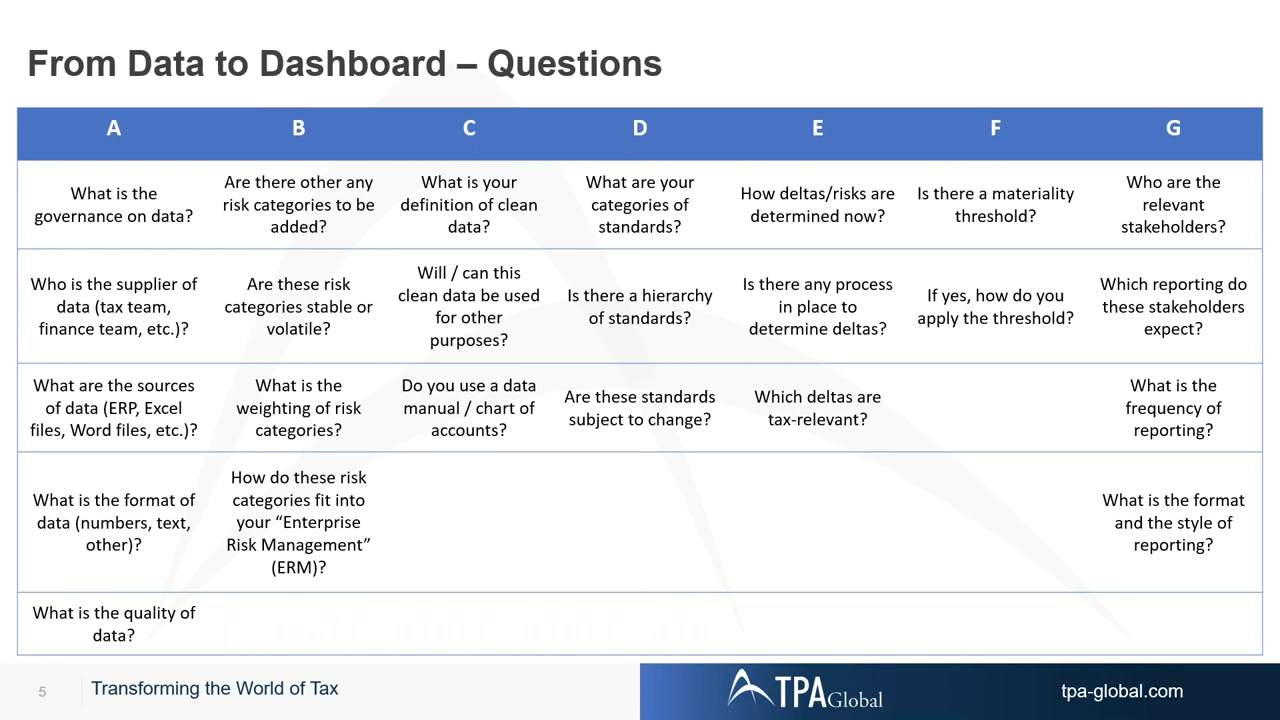 From Data to Dashboard – Questions
A B C D E F G
What is the
governance on data?
Are there other any
risk categories to be
added?
What is your
definition of clean
data?
What are your
categories of
standards?
How deltas/risks are
determined now?
Is there a materiality
threshold?
Who are the
relevant
stakeholders?
Who is the supplier of
data (tax team,
finance team, etc.)?
Are these risk
categories stable or
volatile?
Will / can this
clean data be used
for other
purposes?
Is there a hierarchy
of standards?
Is there any process
in place to
determine deltas?
If yes, how do you
apply the threshold?
Which reporting do
these stakeholders
expect?
What are the sources
of data (ERP, Excel
files, Word files, etc.)?
What is the
weighting of risk
categories?
Do you use a data
manual / chart of
accounts?
Are these standards
subject to change?
Which deltas are
tax-relevant?
What is the
frequency of
reporting?
What is the format of
data (numbers, text,
other)?
How do these risk
categories fit into
your “Enterprise
Risk Management”
(ERM)?
What is the format
and the style of
reporting?
What is the quality of
data?
5
Transforming the World of Tax
TPA Global
tpa-global.com